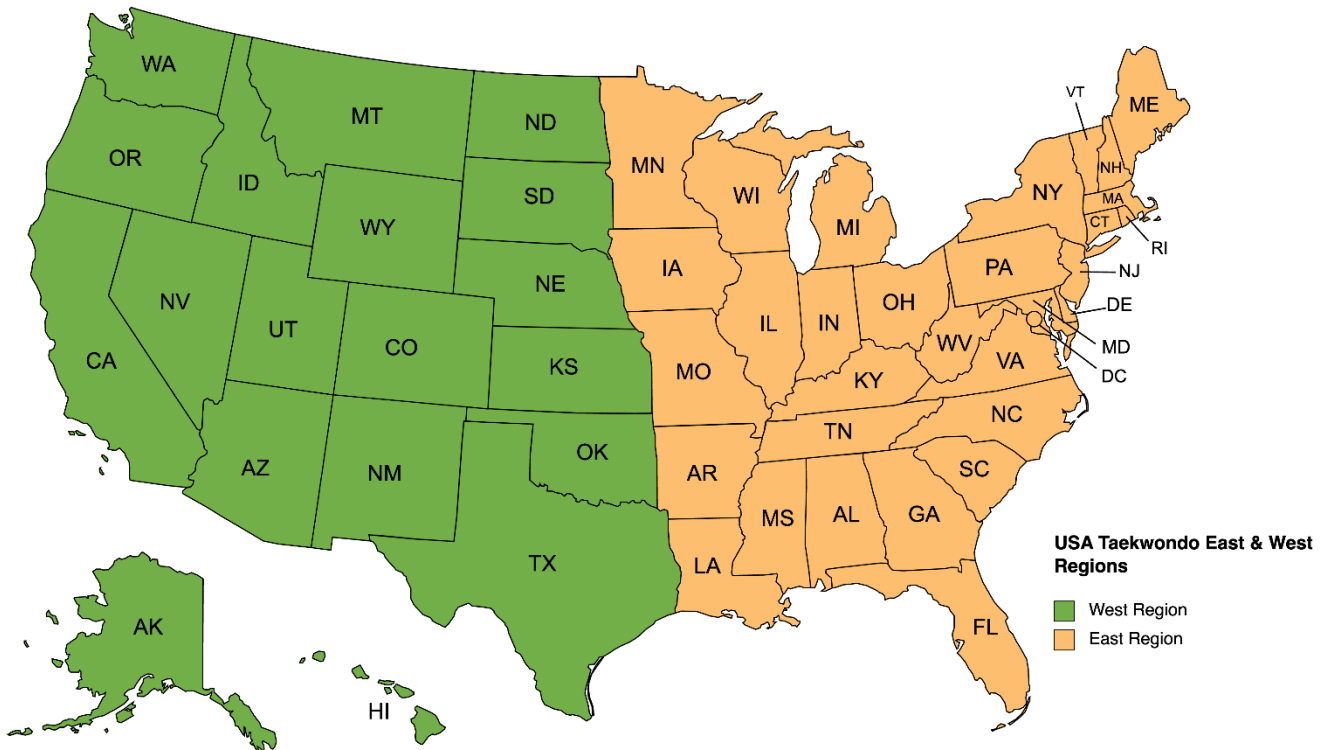 WA
MT
ND
OR
ID
SD
WY
NE
NV
UT
CO
KS
CA
AZ
NM
OK
TX
AK
HI
MN
WI
MI
IA
IL
IN
OH
MO
KY
WV
VA
TN
NC
AR
SC
MS
AL
GA
LA
FL
VT
ME
NH
NY
MA
CT
RI
PA
NJ
DE
MD
DC
USA Taekwondo East & West
Regions
West Region
East Region